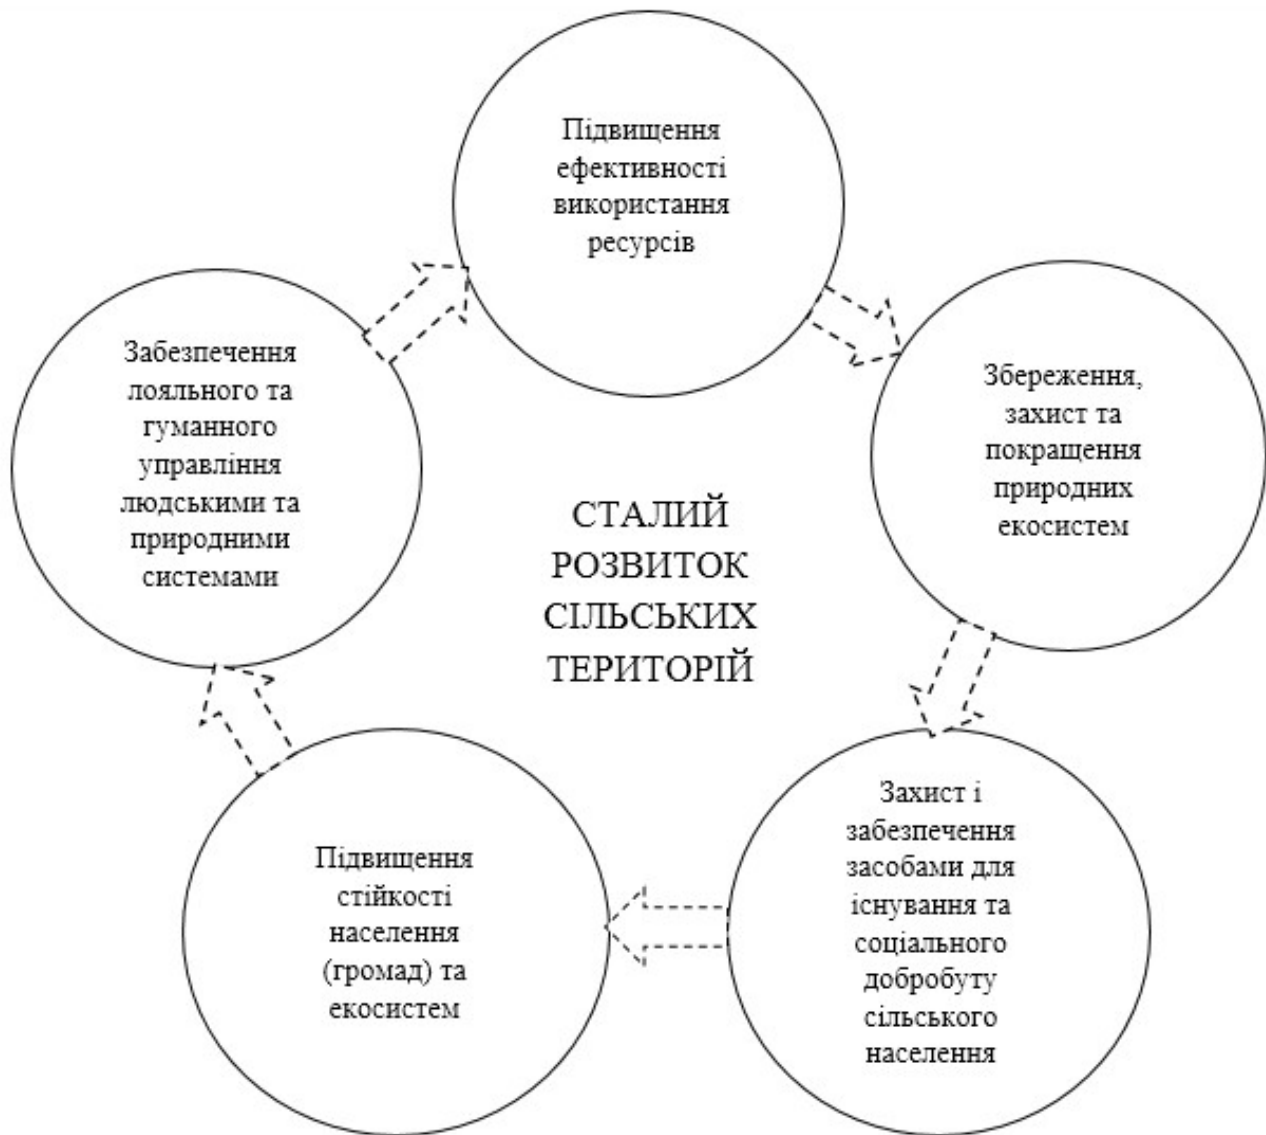 Підвищення
ефективності
використання
ресурсів
Збереження,
захист та
покращення
природних
екосистем
Захист і
забезпечення
засобами для
існування та
соціального
добробуту
сільського
населення
Підвищення
стійкості
населення
(громад) та
екосистем
Забезпечення
лояльного та
гуманного
управління
людськими та
природними
системами
СТАЛИЙ
РОЗВИТОК
СІЛЬСЬКИХ
ТЕРИТОРІЙ